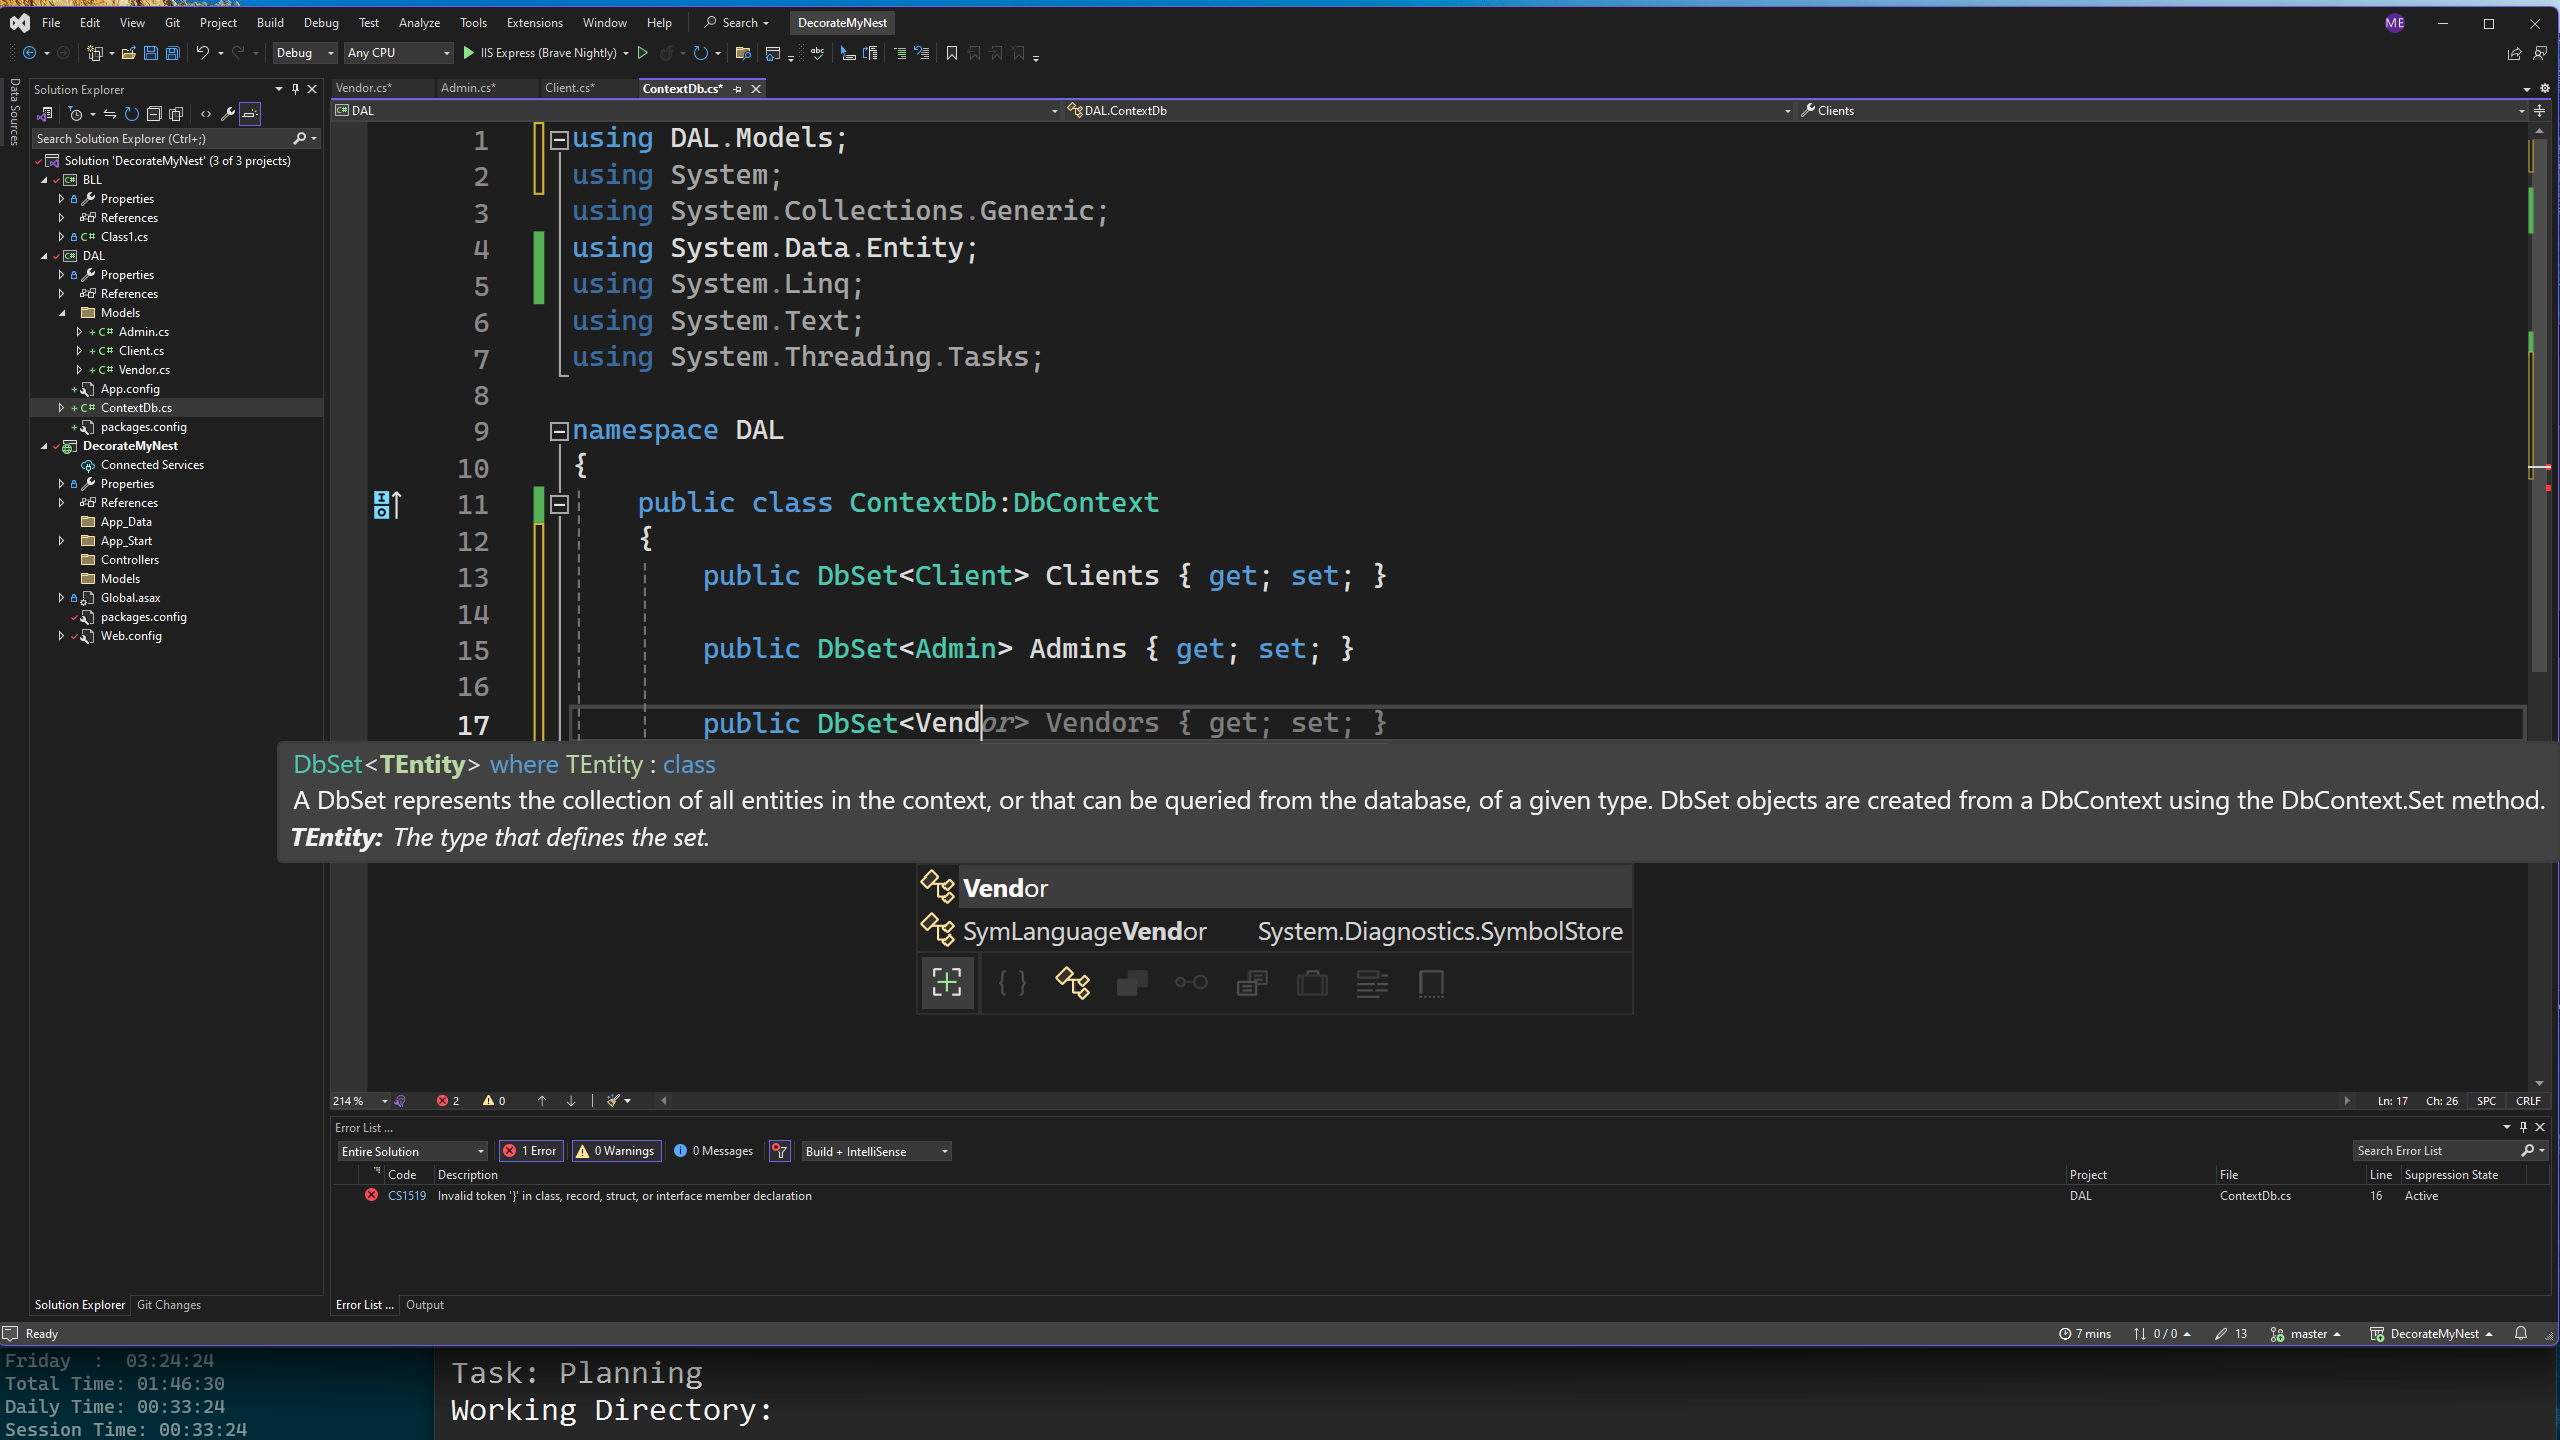 File Edit View Git Project Build Debug Test Analyze Tools Extensions Window Help Search DecorateMyNest ME
Debug Any CPU IIS Express (Brave Nightly) abc
Data Sources
Solution Explorer
Search Solution Explorer (Ctrl+;)
Solution 'DecorateMyNest' (3 of 3 projects)
C# BLL
Properties
References
C# Class1.cs
C# DAL
Properties
References
Models
C# Admin.cs
C# Client.cs
C# Vendor.cs
App.config
C# ContextDb.cs
packages.config
DecorateMyNest
Connected Services
Properties
References
App_Data
App_Start
Controllers
Models
Global.asax
packages.config
Web.config
Solution Explorer Git Changes
Vendor.cs* Admin.cs* Client.cs* ContextDb.cs*
C# DAL DAL.ContextDb Clients
1 using DAL.Models;
2 using System;
3 using System.Collections.Generic;
4 using System.Data.Entity;
5 using System.Linq;
6 using System.Text;
7 using System.Threading.Tasks;
8
9 namespace DAL
10 {
11 public class ContextDb:DbContext
12 {
13 public DbSet<Client> Clients { get; set; }
14
15 public DbSet<Admin> Admins { get; set; }
16
17 public DbSet<Vendor> Vendors { get; set; }
DbSet<TEntity> where TEntity : class
A DbSet represents the collection of all entities in the context, or that can be queried from the database, of a given type. DbSet objects are created from a DbContext using the DbContext.Set method.
TEntity: The type that defines the set.
Vendor
SymLanguageVendor System.Diagnostics.SymbolStore
214 % 2 0 Ln: 17 Ch: 26 SPC CRLF
Error List ...
Entire Solution 1 Error 0 Warnings 0 Messages Build + IntelliSense Search Error List
Code Description Project File Line Suppression State
CS1519 Invalid token '}' in class, record, struct, or interface member declaration DAL ContextDb.cs 16 Active
Error List ... Output
Ready 7 mins 0 / 0 13 master DecorateMyNest
Friday : 03:24:24
Total Time: 01:46:30
Daily Time: 00:33:24
Session Time: 00:33:24
Task: Planning
Working Directory: